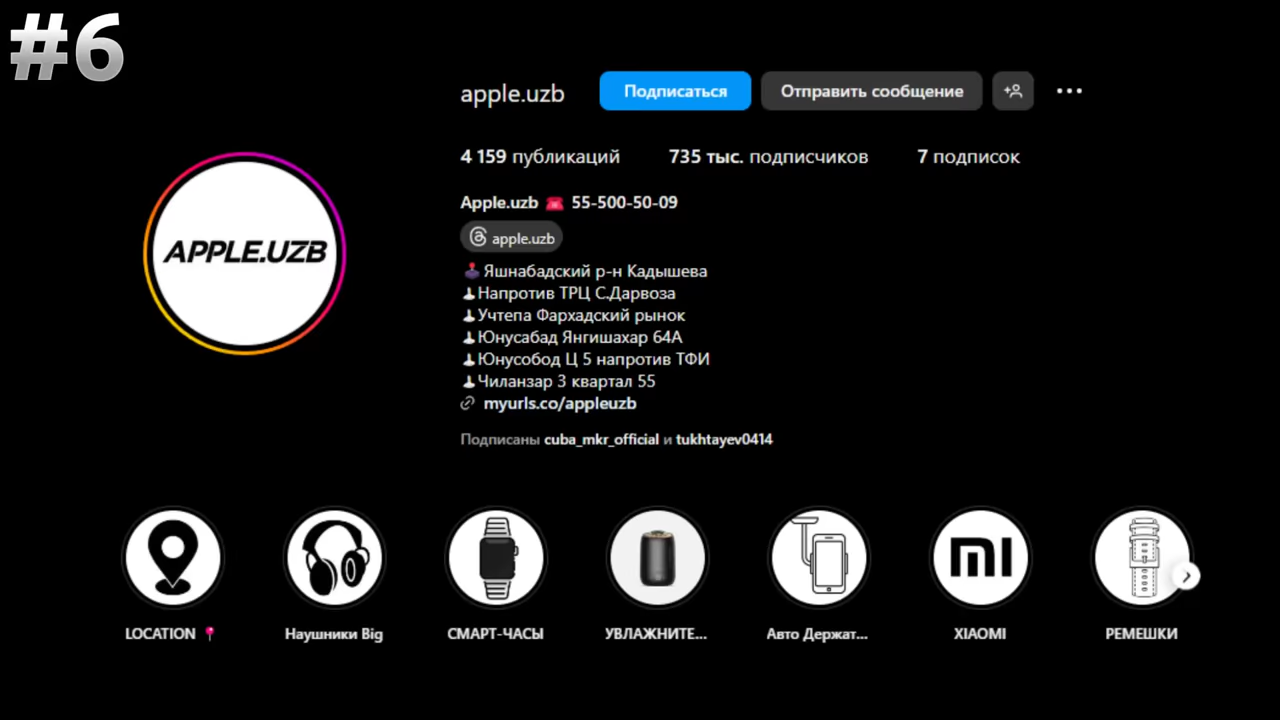 #6
apple.uzb Подписаться Отправить сообщение
4 159 публикаций 735 тыс. подписчиков 7 подписок
APPLE.UZB
Apple.uzb ☎️ 55-500-50-09
apple.uzb
🕹️Яшнабадский р-н Кадышева
Напротив ТРЦ С.Дарвоза
Учтепа Фархадский рынок
Юнусабад Янгишахар 64А
Юнусобод Ц 5 напротив ТФИ
Чиланзар 3 квартал 55
myurls.co/appleuzb
Подписаны cuba_mkr_official и tukhtayev0414
LOCATION 📍 Наушники Big СМАРТ-ЧАСЫ УВЛАЖНИТЕ... Авто Держат... XIAOMI РЕМЕШКИ